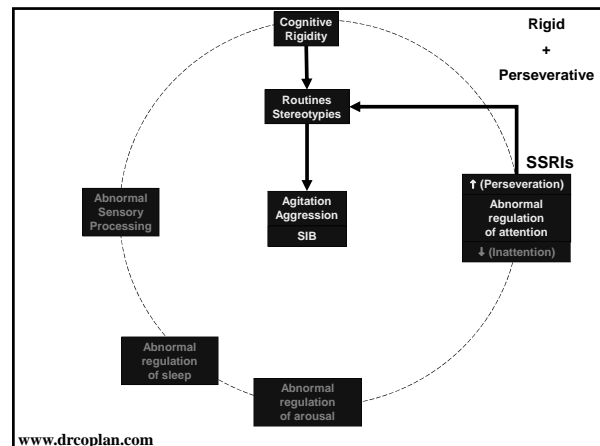 Cognitive
Rigidity
Rigid
+
Perseverative
Routines
Stereotypies
SSRIs
↑ (Perseveration)
Abnormal
regulation
of attention
↓ (Inattention)
Abnormal
Sensory
Processing
Agitation
Aggression
SIB
Abnormal
regulation
of sleep
Abnormal
regulation
of arousal
www.drcoplan.com